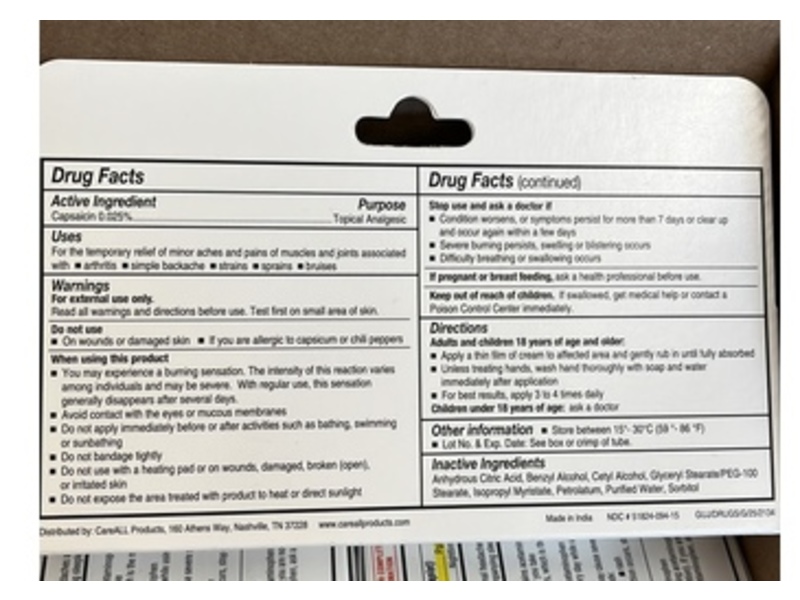 Drug Facts
Active Ingredient Purpose
Capsaicin 0.025% Topical Analgesic
Uses
For the temporary relief of minor aches and pains of muscles and joints associated
with ■ arthritis ■ simple backache ■ strains ■ sprains ■ bruises
Warnings
For external use only.
Read all warnings and directions before use. Test first on small area of skin.
Do not use
■ On wounds or damaged skin ■ If you are allergic to capsicum or chili peppers
When using this product
■ You may experience a burning sensation. The intensity of this reaction varies
among individuals and may be severe. With regular use, this sensation
generally disappears after several days.
■ Avoid contact with the eyes or mucous membranes
■ Do not apply immediately before or after activities such as bathing, swimming
or sunbathing
■ Do not bandage tightly
■ Do not use with a heating pad or on wounds, damaged, broken (open),
or irritated skin
■ Do not expose the area treated with product to heat or direct sunlight
Drug Facts (continued)
Stop use and ask a doctor if
■ Condition worsens, or symptoms persist for more than 7 days or clear up
and occur again within a few days
■ Severe burning persists, swelling or blistering occurs
■ Difficulty breathing or swallowing occurs
If pregnant or breast feeding, ask a health professional before use.
Keep out of reach of children. If swallowed, get medical help or contact a
Poison Control Center immediately.
Directions
Adults and children 18 years of age and older:
■ Apply a thin film of cream to affected area and gently rub in until fully absorbed
■ Unless treating hands, wash hand thoroughly with soap and water
immediately after application
■ For best results, apply 3 to 4 times daily
Children under 18 years of age: ask a doctor
Other information ■ Store between 15°- 30°C (59 °- 86 °F)
■ Lot No. & Exp. Date: See box or crimp of tube.
Inactive Ingredients
Anhydrous Citric Acid, Benzyl Alcohol, Cetyl Alcohol, Glyceryl Stearate/PEG-100
Stearate, Isopropyl Myristate, Petrolatum, Purified Water, Sorbitol
Distributed by: CareALL Products, 160 Athens Way, Nashville, TN 37228 www.careallproducts.com
Made in India NDC # 51824-094-15